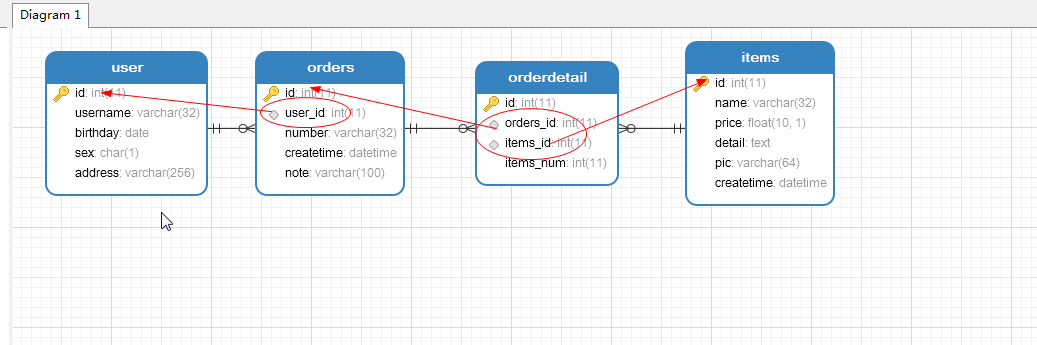 Diagram 1
user
id: int(11)
username: varchar(32)
birthday: date
sex: char(1)
address: varchar(256)
orders
id: int(11)
user_id: int(11)
number: varchar(32)
createtime: datetime
note: varchar(100)
orderdetail
id: int(11)
orders_id: int(11)
items_id: int(11)
items_num: int(11)
items
id: int(11)
name: varchar(32)
price: float(10, 1)
detail: text
pic: varchar(64)
createtime: datetime